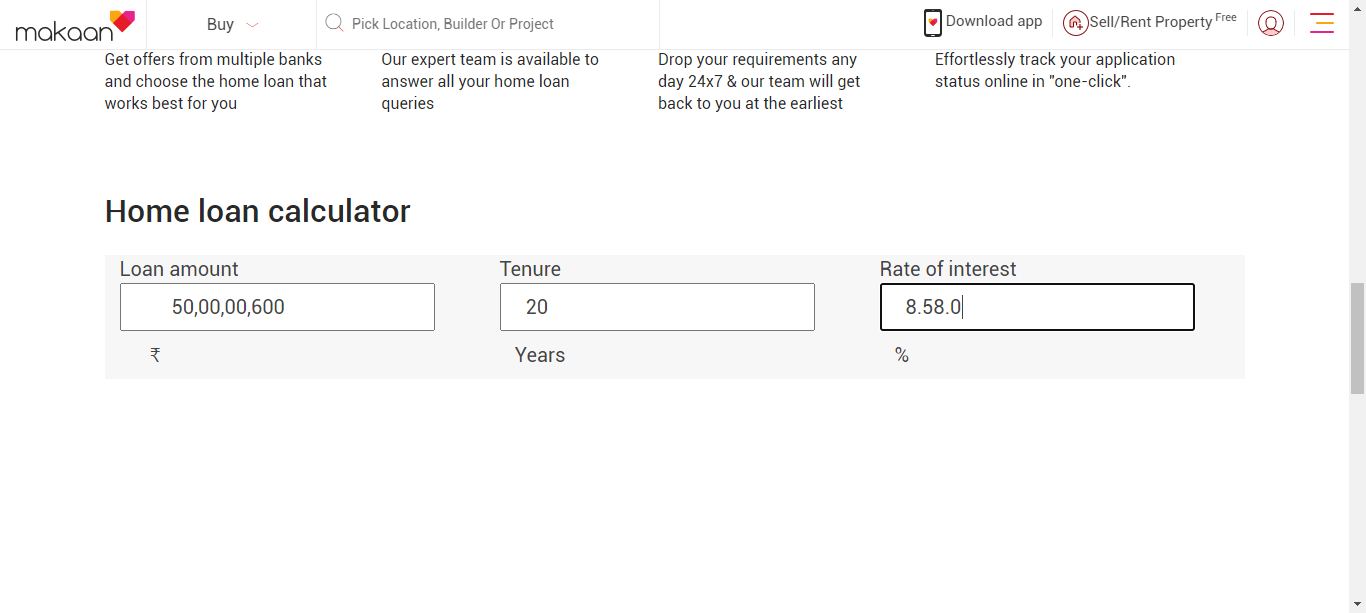 makaan
Buy
Pick Location, Builder Or Project
Download app
Sell/Rent Property Free
Get offers from multiple banks
and choose the home loan that
works best for you
Our expert team is available to
answer all your home loan
queries
Drop your requirements any
day 24x7 & our team will get
back to you at the earliest
Effortlessly track your application
status online in "one-click".
Home loan calculator
Loan amount
50,00,00,600
₹
Tenure
20
Years
Rate of interest
8.58.0
%